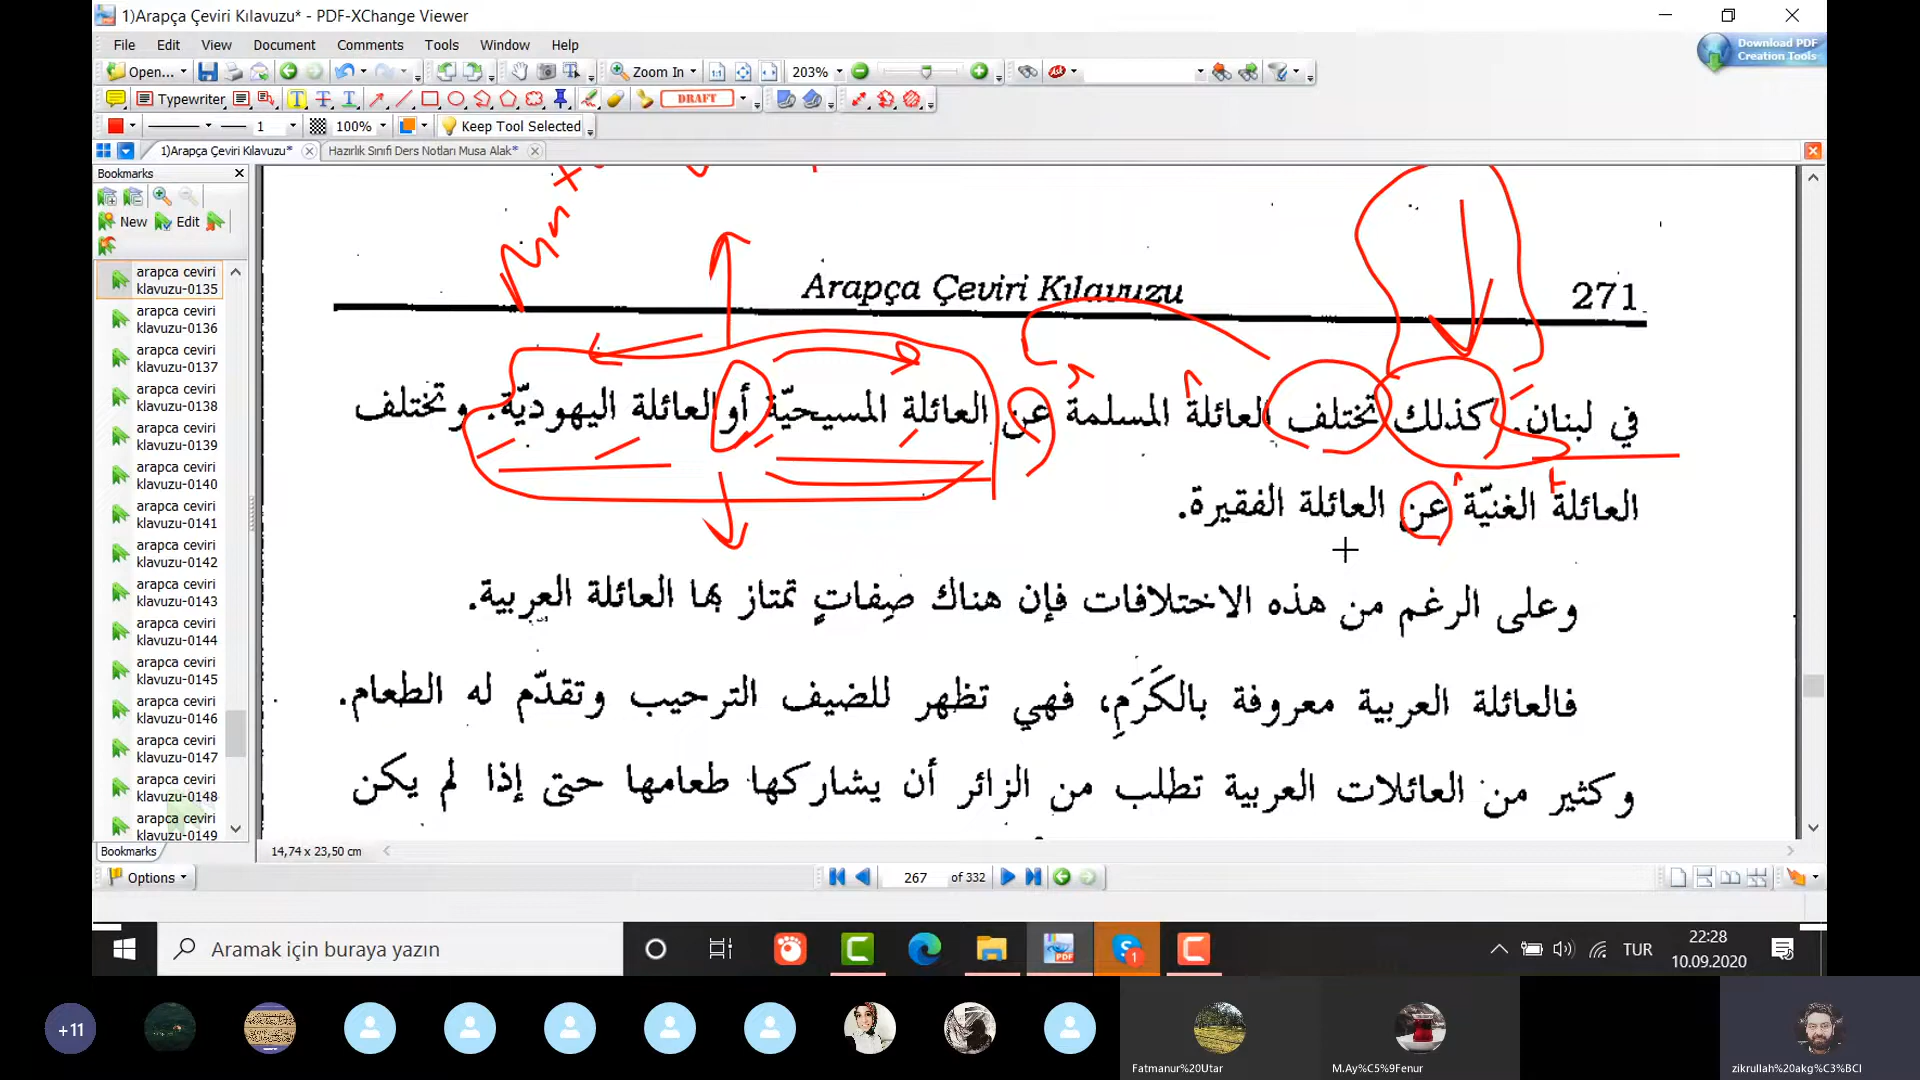 1)Arapça Çeviri Kılavuzu* - PDF-XChange Viewer
File Edit View Document Comments Tools Window Help
Download PDF
Creation Tools
Open...
Zoom In
203%
Typewriter
DRAFT
1
100%
Keep Tool Selected
1)Arapça Çeviri Kılavuzu*
Hazırlık Sınıfı Ders Notları Musa Alak*
Bookmarks
New Edit
arapca ceviri
klavuzu-0135
arapca ceviri
klavuzu-0136
arapca ceviri
klavuzu-0137
arapca ceviri
klavuzu-0138
arapca ceviri
klavuzu-0139
arapca ceviri
klavuzu-0140
arapca ceviri
klavuzu-0141
arapca ceviri
klavuzu-0142
arapca ceviri
klavuzu-0143
arapca ceviri
klavuzu-0144
arapca ceviri
klavuzu-0145
arapca ceviri
klavuzu-0146
arapca ceviri
klavuzu-0147
arapca ceviri
klavuzu-0148
arapca ceviri
klavuzu-0149
Bookmarks
Options
Arapça Çeviri Kılavuzu 271
في لبنان. كذلك تختلف العائلة المسلمة عن العائلة المسيحيّة أو العائلة اليهوديّة. وتختلف
العائلة الغنيّة عن العائلة الفقيرة.
وعلى الرغم من هذه الاختلافات فإن هناك صِفاتٍ تمتاز بها العائلة العربية.
فالعائلة العربية معروفة بالكَرَمِ، فهي تظهر للضيف الترحيب وتقدّم له الطعام.
وكثير من العائلات العربية تطلب من الزائر أن يشاركها طعامها حتى إذا لم يكن
14,74 x 23,50 cm
267 of 332
Aramak için buraya yazın
1
TUR
22:28
10.09.2020
+11
Fatmanur%20Utar
M.Ay%C5%9Fenur
zikrullah%20akg%C3%BCl